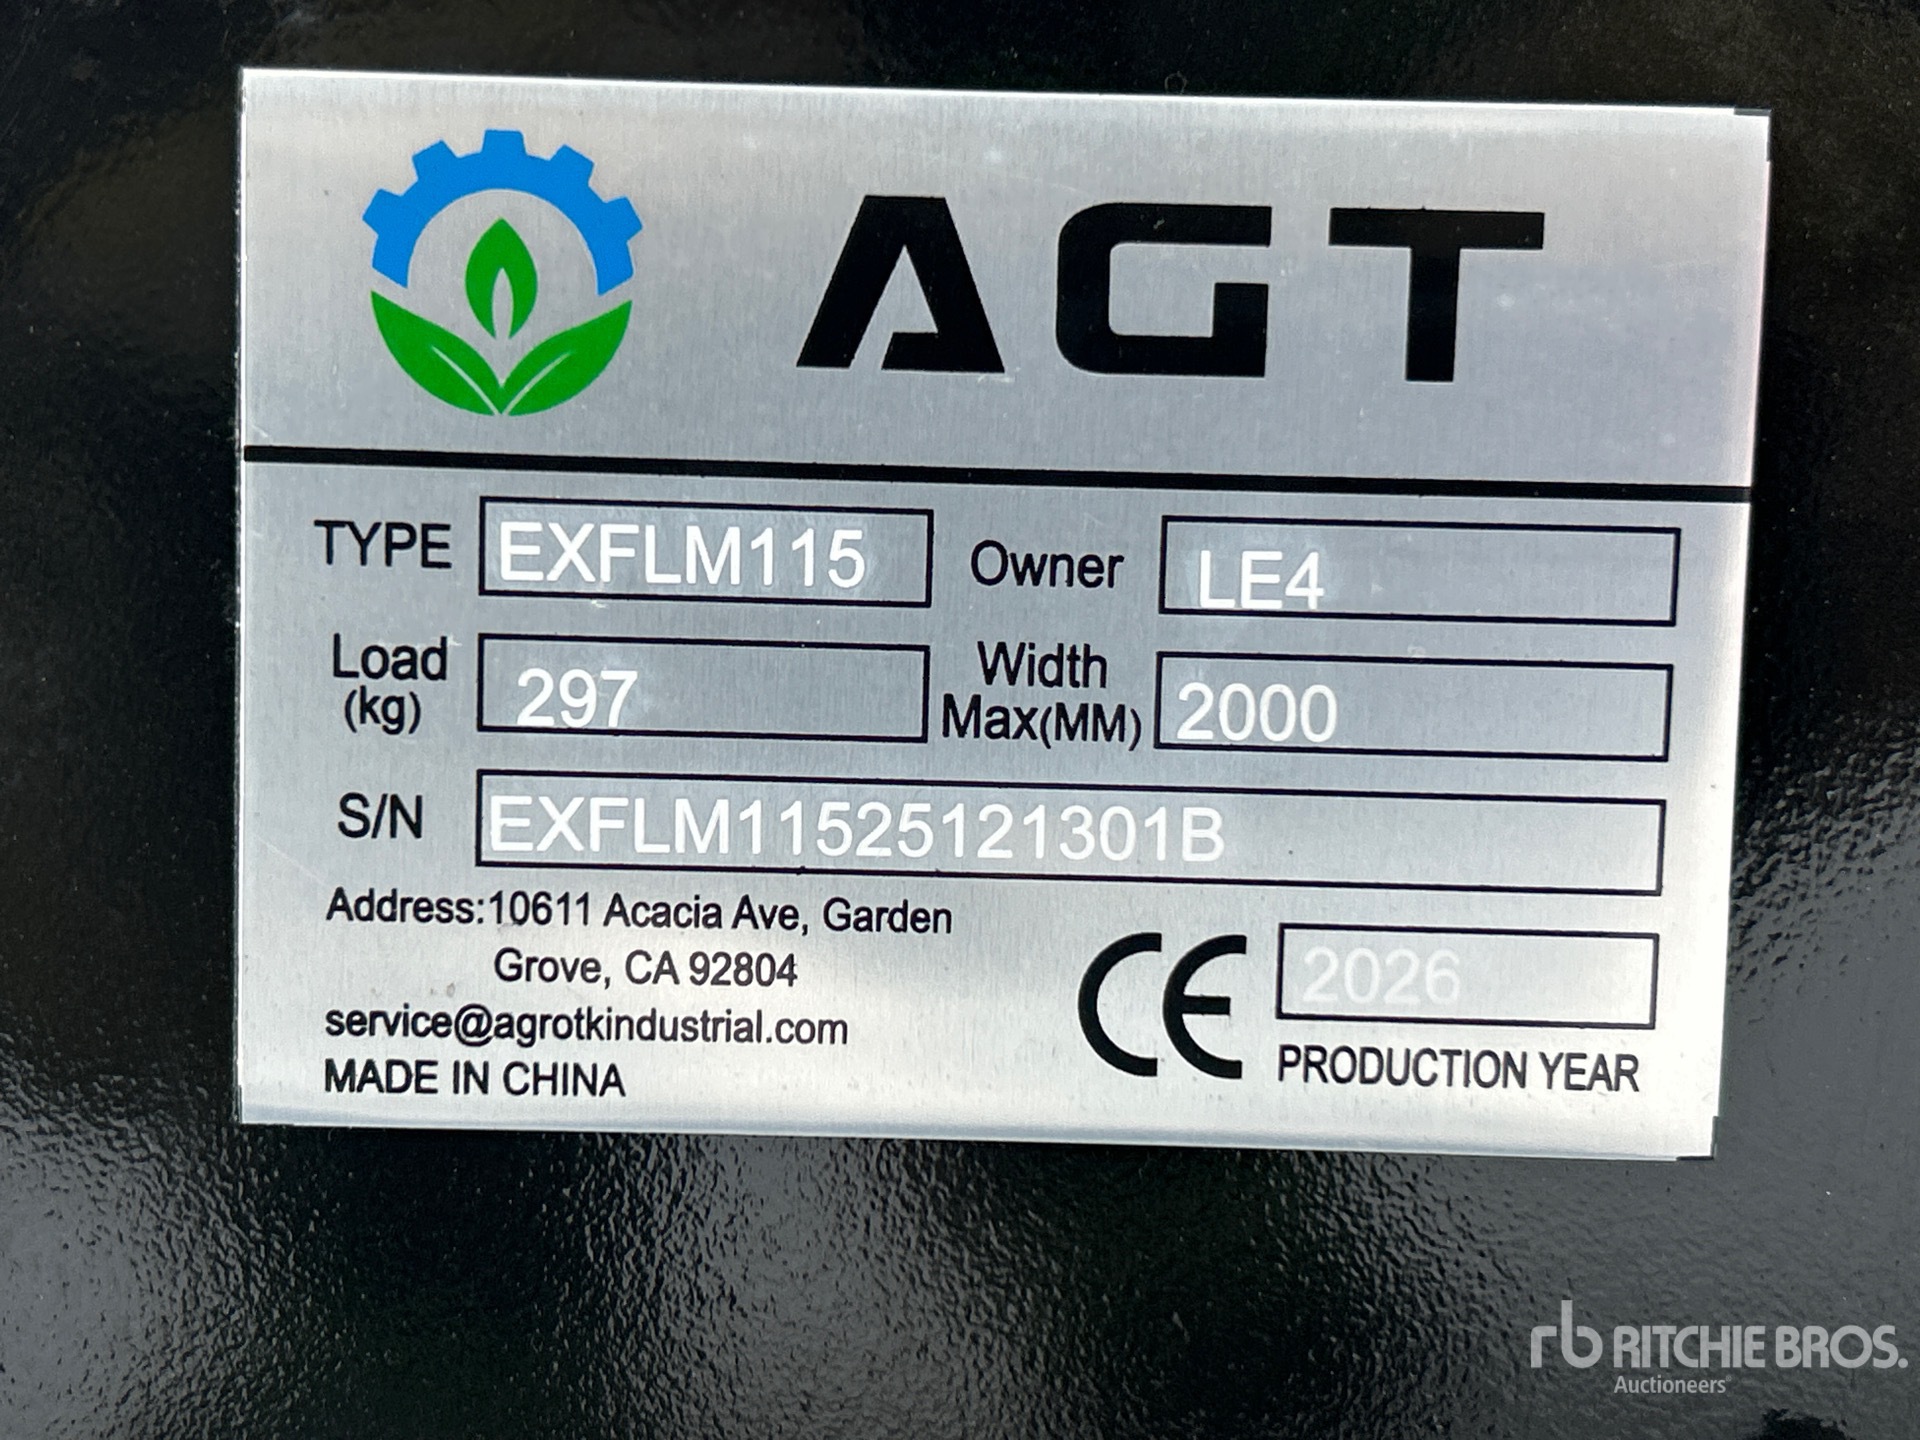 AGT
TYPE EXFLM115 Owner LE4
Load (kg) 297 Width Max(MM) 2000
S/N EXFLM11525121301B
Address:10611 Acacia Ave, Garden
Grove, CA 92804
service@agrotkindustrial.com
MADE IN CHINA
CE 2026
PRODUCTION YEAR
rb RITCHIE BROS.
Auctioneers